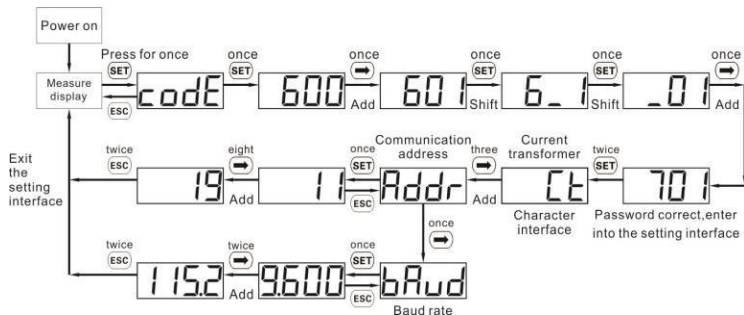 Power on
Press for once
once
once
once
once
once
SET
SET
→
SET
SET
→
Measure
display
ESC
codE
600
Add
601
Shift
6_1
Shift
_01
Add
Exit
the
setting
interface
twice
ESC
19
eight
→
Add
11
once
SET
ESC
Communication
address
Addr
three
→
Add
Current
transformer
Ct
Character
interface
twice
SET
701
Password correct,enter
into the setting interface
once
→
twice
ESC
115.2
twice
→
Add
9.600
once
SET
ESC
bAud
Baud rate